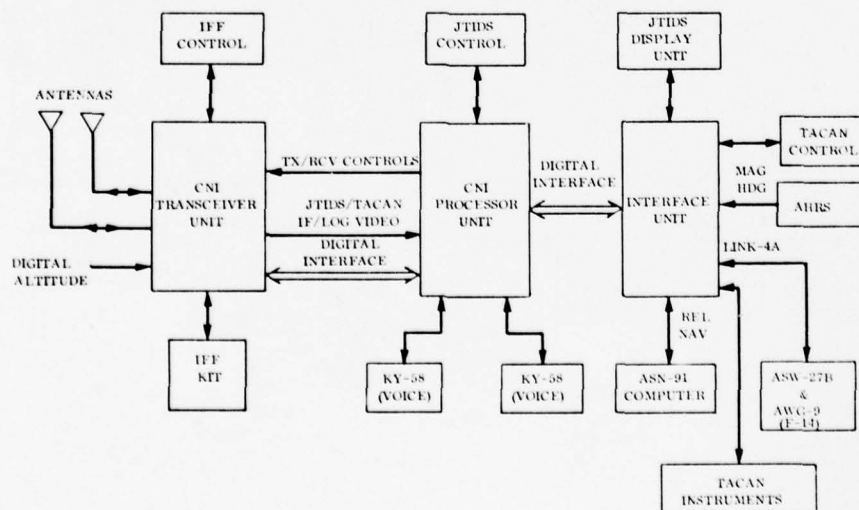 IFF
CONTROL
JTIDS
CONTROL
JTIDS
DISPLAY
UNIT
ANTENNAS
CNI
TRANSCEIVER
UNIT
TX/RCV CONTROLS
JTIDS/TACAN
IF/LOG VIDEO
DIGITAL
INTERFACE
CNI
PROCESSOR
UNIT
DIGITAL
INTERFACE
INTERFACE
UNIT
TACAN
CONTROL
MAG
HDG
AHRS
LINK-4A
DIGITAL
ALTITUDE
REL
NAV
IFF
KIT
KY-58
(VOICE)
KY-58
(VOICE)
ASN-91
COMPUTER
ASW-27B
&
AWG-9
(F-14)
TACAN
INSTRUMENTS